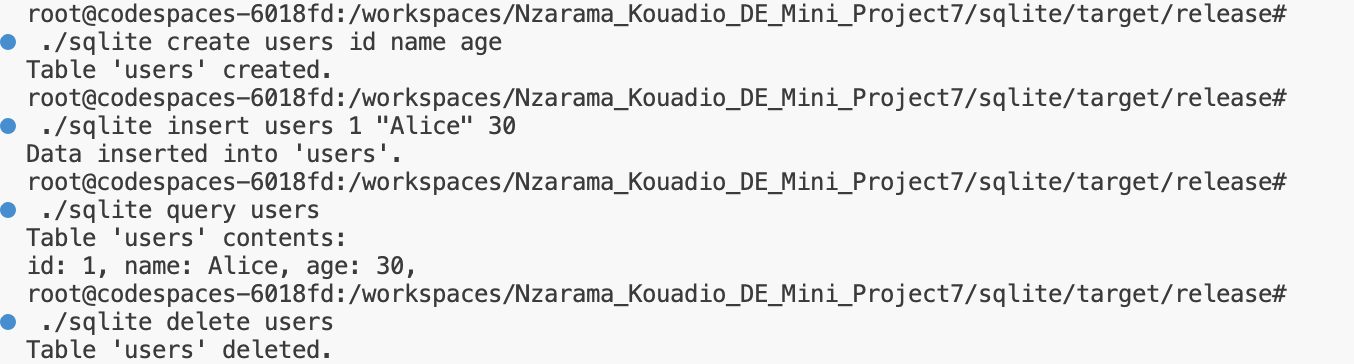 root@codespaces-6018fd:/workspaces/Nzarama_Kouadio_DE_Mini_Project7/sqlite/target/release#
./sqlite create users id name age
Table 'users' created.
root@codespaces-6018fd:/workspaces/Nzarama_Kouadio_DE_Mini_Project7/sqlite/target/release#
./sqlite insert users 1 "Alice" 30
Data inserted into 'users'.
root@codespaces-6018fd:/workspaces/Nzarama_Kouadio_DE_Mini_Project7/sqlite/target/release#
./sqlite query users
Table 'users' contents:
id: 1, name: Alice, age: 30,
root@codespaces-6018fd:/workspaces/Nzarama_Kouadio_DE_Mini_Project7/sqlite/target/release#
./sqlite delete users
Table 'users' deleted.